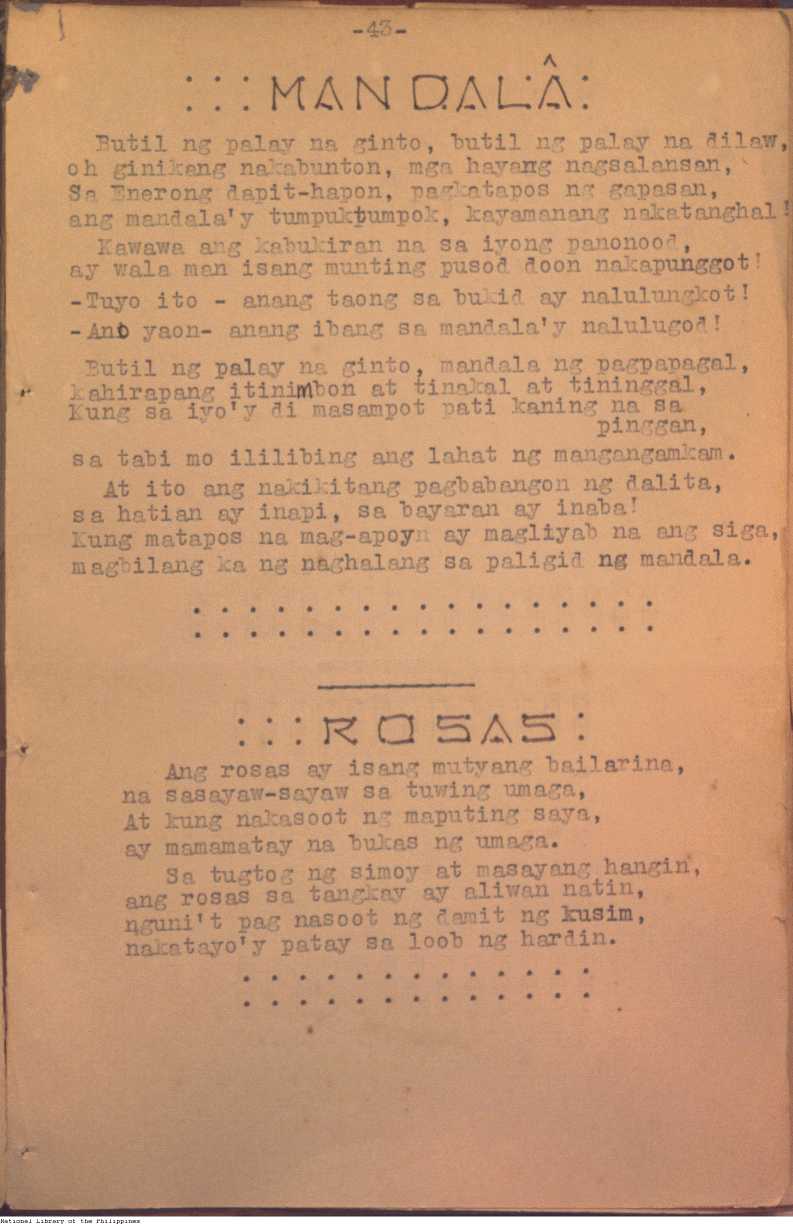 -43-
:::MANDALÂ:
Butil ng palay na ginto, butil ng palay na dilaw,
oh ginikang nakabunton, mga hayang nagsalansan,
Sa Enerong dapit-hapon, pagkatapos ng gapasan,
ang mandala'y tumpuktumpok, kayamanang nakatanghal!
Kawawa ang kabukiran na sa iyong panonood,
ay wala man isang munting pusod doon nakapunggot!
-Tuyo ito - anang taong sa bukid ay nalulungkot!
-Ano yaon- anang ibang sa mandala'y nalulugod!
Butil ng palay na ginto, mandala ng pagpapagal,
kahirapang itinimbon at tinakal at tininggal,
Kung sa iyo'y di masampot pati kaning na sa
pinggan,
sa tabi mo ililibing ang lahat ng mangangamkam.
At ito ang nakikitang pagbabangon ng dalita,
sa hatian ay inapi, sa bayaran ay inaba!
Kung matapos na mag-apoyn ay magliyab na ang siga,
magbilang ka ng naghalang sa paligid ng mandala.
. . . . . . . . . . . . . . . . .
. . . . . . . . . . . . . . . . .
:::ROSAS:
Ang rosas ay isang mutyang bailarina,
na sasayaw-sayaw sa tuwing umaga,
At kung nakasoot ng maputing saya,
ay mamamatay na bukas ng umaga.
Sa tugtog ng simoy at masayang hangin,
ang rosas sa tangkay ay aliwan natin,
nguni't pag nasoot ng damit ng kusim,
nakatayo'y patay sa loob ng hardin.
. . . . . . . . . . . . .
. . . . . . . . . . . . .
National Library of the Philippines